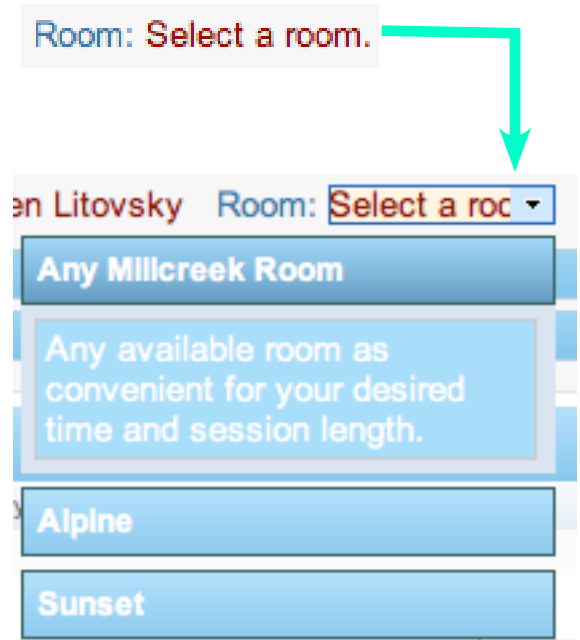 Room: Select a room.
en Litovsky Room: Select a roo
Any Millcreek Room
Any available room as
convenient for your desired
time and session length.
Alpine
Sunset